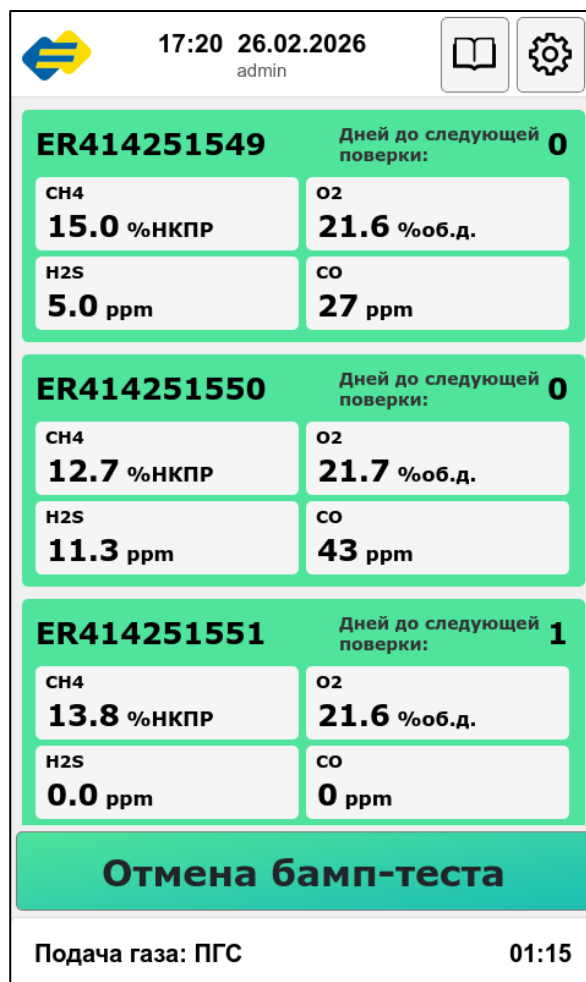 17:20 26.02.2026
admin
ER414251549
Дней до следующей
поверки:
0
CH4
15.0 %НКПР
O2
21.6 %об.д.
H2S
5.0 ppm
CO
27 ppm
ER414251550
Дней до следующей
поверки:
0
CH4
12.7 %НКПР
O2
21.7 %об.д.
H2S
11.3 ppm
CO
43 ppm
ER414251551
Дней до следующей
поверки:
1
CH4
13.8 %НКПР
O2
21.6 %об.д.
H2S
0.0 ppm
CO
0 ppm
Отмена бамп-теста
Подача газа: ПГС 01:15